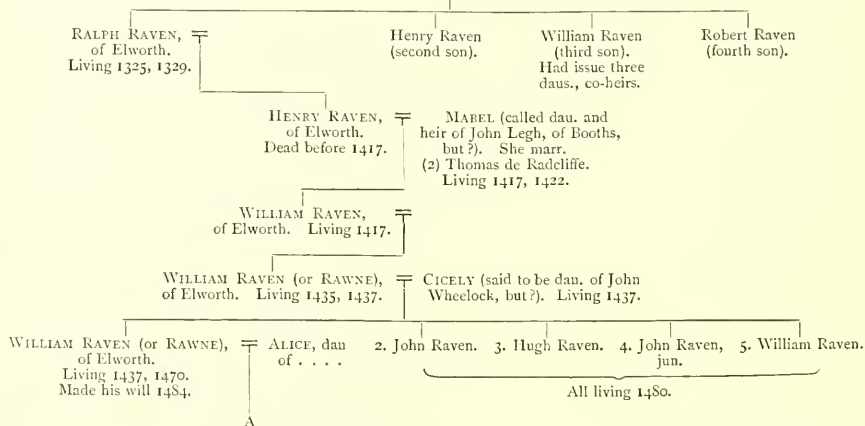 RALPH RAVEN,
of Elworth.
Living 1325, 1329.
Henry Raven
(second son).
William Raven
(third son).
Had issue three
daus., co-heirs.
Robert Raven
(fourth son).
HENRY RAVEN,
of Elworth.
Dead before 1417.
MABEL (called dau. and
heir of John Legh, of Booths,
but?). She marr.
(2) Thomas de Radcliffe.
Living 1417, 1422.
WILLIAM RAVEN,
of Elworth. Living 1417.
WILLIAM RAVEN (or RAWNE),
of Elworth. Living 1435, 1437.
CICELY (said to be dau. of John
Wheelock, but?). Living 1437.
WILLIAM RAVEN (or RAWNE),
of Elworth.
Living 1437, 1470.
Made his will 1484.
ALICE, dau
of . . . .
2. John Raven. 3. Hugh Raven. 4. John Raven, 5. William Raven.
jun.
All living 1480.
A